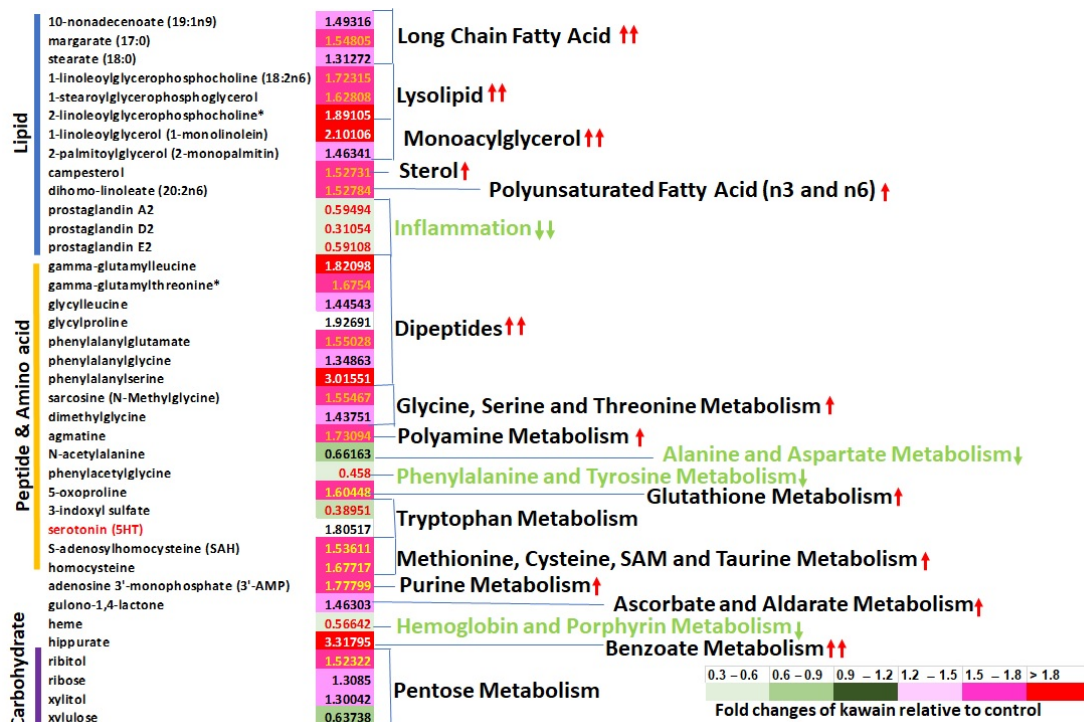 Lipid
10-nonadecenoate (19:1n9) 1.49316
margarate (17:0) 1.54805
stearate (18:0) 1.31272
Long Chain Fatty Acid ↑↑
1-linoleoylglycerophosphocholine (18:2n6) 1.72315
1-stearoylglycerophosphoglycerol 1.62808
2-linoleoylglycerophosphocholine* 1.89105
Lysolipid ↑↑
1-linoleoylglycerol (1-monolinolein) 2.10106
2-palmitoylglycerol (2-monopalmitin) 1.46341
Monoacylglycerol ↑↑
campesterol 1.52731 Sterol ↑
dihomo-linoleate (20:2n6) 1.52784 Polyunsaturated Fatty Acid (n3 and n6) ↑
prostaglandin A2 0.59494
prostaglandin D2 0.31054
prostaglandin E2 0.59108
Inflammation ↓↓
Peptide & Amino acid
gamma-glutamylleucine 1.82098
gamma-glutamylthreonine* 1.6754
glycylleucine 1.44543
glycylproline 1.92691
phenylalanylglutamate 1.55028
phenylalanylglycine 1.34863
phenylalanylserine 3.01551
Dipeptides ↑↑
sarcosine (N-Methylglycine) 1.55467
dimethylglycine 1.43751
Glycine, Serine and Threonine Metabolism ↑
agmatine 1.73094 Polyamine Metabolism ↑
N-acetylalanine 0.66163 Alanine and Aspartate Metabolism ↓
phenylacetylglycine 0.458 Phenylalanine and Tyrosine Metabolism ↓
5-oxoproline 1.60448 Glutathione Metabolism ↑
3-indoxyl sulfate 0.38951
serotonin (5HT) 1.80517
Tryptophan Metabolism
S-adenosylhomocysteine (SAH) 1.53611
homocysteine 1.67717
Methionine, Cysteine, SAM and Taurine Metabolism ↑
adenosine 3'-monophosphate (3'-AMP) 1.77799 Purine Metabolism ↑
gulono-1,4-lactone 1.46303 Ascorbate and Aldarate Metabolism ↑
heme 0.56642 Hemoglobin and Porphyrin Metabolism ↓
hippurate 3.31795 Benzoate Metabolism ↑↑
Carbohydrate
ribitol 1.52322
ribose 1.3085
xylitol 1.30042
xylulose 0.63738
Pentose Metabolism
0.3 – 0.6 0.6 – 0.9 0.9 – 1.2 1.2 – 1.5 1.5 – 1.8 > 1.8
Fold changes of kawain relative to control